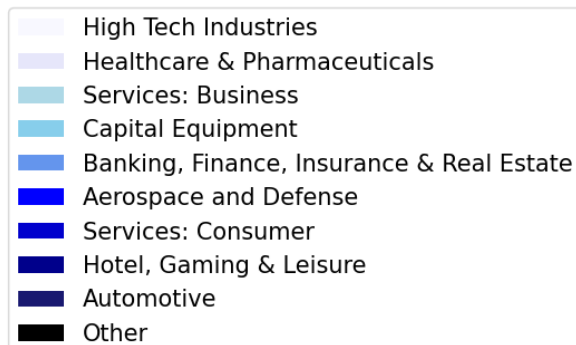 High Tech Industries
Healthcare & Pharmaceuticals
Services: Business
Capital Equipment
Banking, Finance, Insurance & Real Estate
Aerospace and Defense
Services: Consumer
Hotel, Gaming & Leisure
Automotive
Other